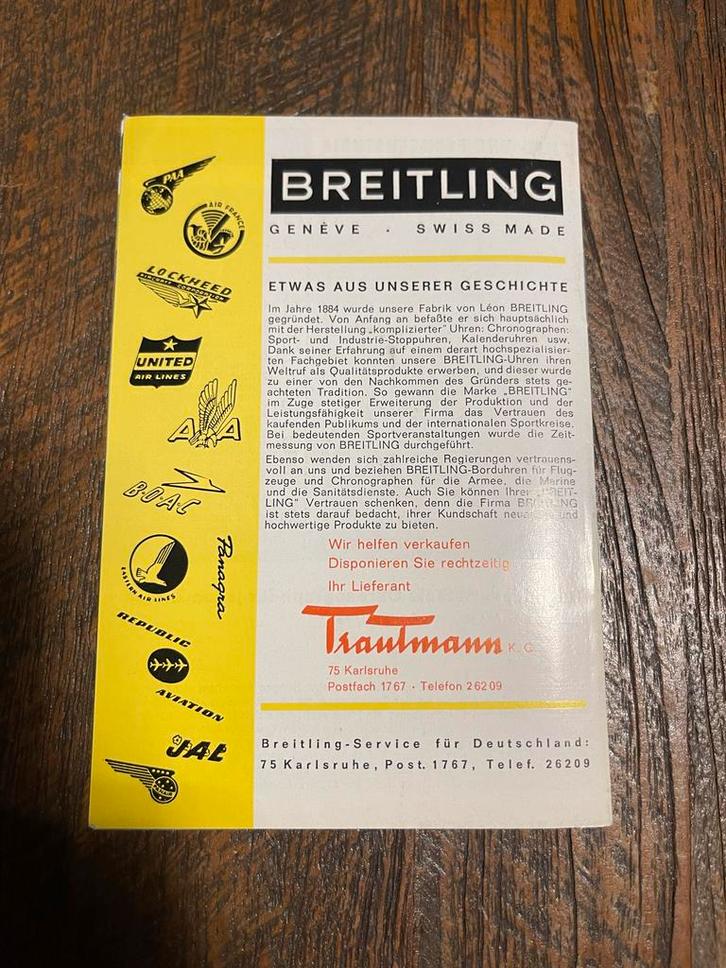 PAA
AIR FRANCE
LOCKHEED
AIRCRAFT CORPORATION
UNITED
AIR LINES
AA
B·O·A·C
EASTERN AIR LINES
Panagra
REPUBLIC
AVIATION
JAL
BREITLING
GENÈVE · SWISS MADE
ETWAS AUS UNSERER GESCHICHTE
Im Jahre 1884 wurde unsere Fabrik von Léon BREITLING
gegründet. Von Anfang an befaßte er sich hauptsächlich
mit der Herstellung „komplizierter" Uhren: Chronographen:
Sport- und Industrie-Stoppuhren, Kalenderuhren usw.
Dank seiner Erfahrung auf einem derart hochspezialisier-
ten Fachgebiet konnten unsere BREITLING-Uhren ihren
Weltruf als Qualitätsprodukte erwerben, und dieser wurde
zu einer von den Nachkommen des Gründers stets ge-
achteten Tradition. So gewann die Marke „BREITLING"
im Zuge stetiger Erweiterung der Produktion und der
Leistungsfähigkeit unserer Firma das Vertrauen des
kaufenden Publikums und der internationalen Sportkreise.
Bei bedeutenden Sportveranstaltungen wurde die Zeit-
messung von BREITLING durchgeführt.
Ebenso wenden sich zahlreiche Regierungen vertrauens-
voll an uns und beziehen BREITLING-Borduhren für Flug-
zeuge und Chronographen für die Armee, die Marine
und die Sanitätsdienste. Auch Sie können Ihrer „BREIT-
LING" Vertrauen schenken, denn die Firma BREITLING
ist stets darauf bedacht, ihrer Kundschaft und
hochwertige Produkte zu bieten.
Wir helfen verkaufen
Disponieren Sie rechtzeitig
Ihr Lieferant
Trautmann K. G.
75 Karlsruhe
Postfach 1767 · Telefon 26209
Breitling-Service für Deutschland:
75 Karlsruhe, Post. 1767, Telef. 26209